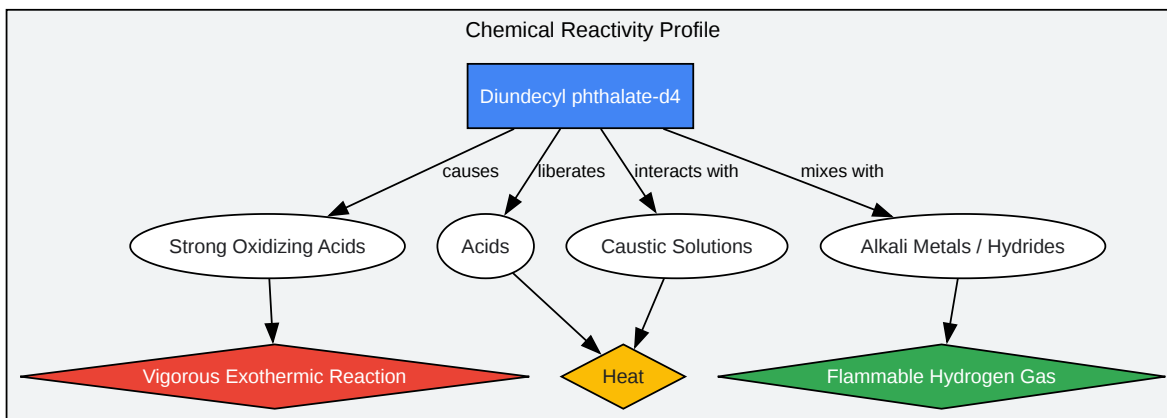 Chemical Reactivity Profile
Diundecyl phthalate-d4
causes
liberates
interacts with
mixes with
Strong Oxidizing Acids
Acids
Caustic Solutions
Alkali Metals / Hydrides
Vigorous Exothermic Reaction
Heat
Flammable Hydrogen Gas